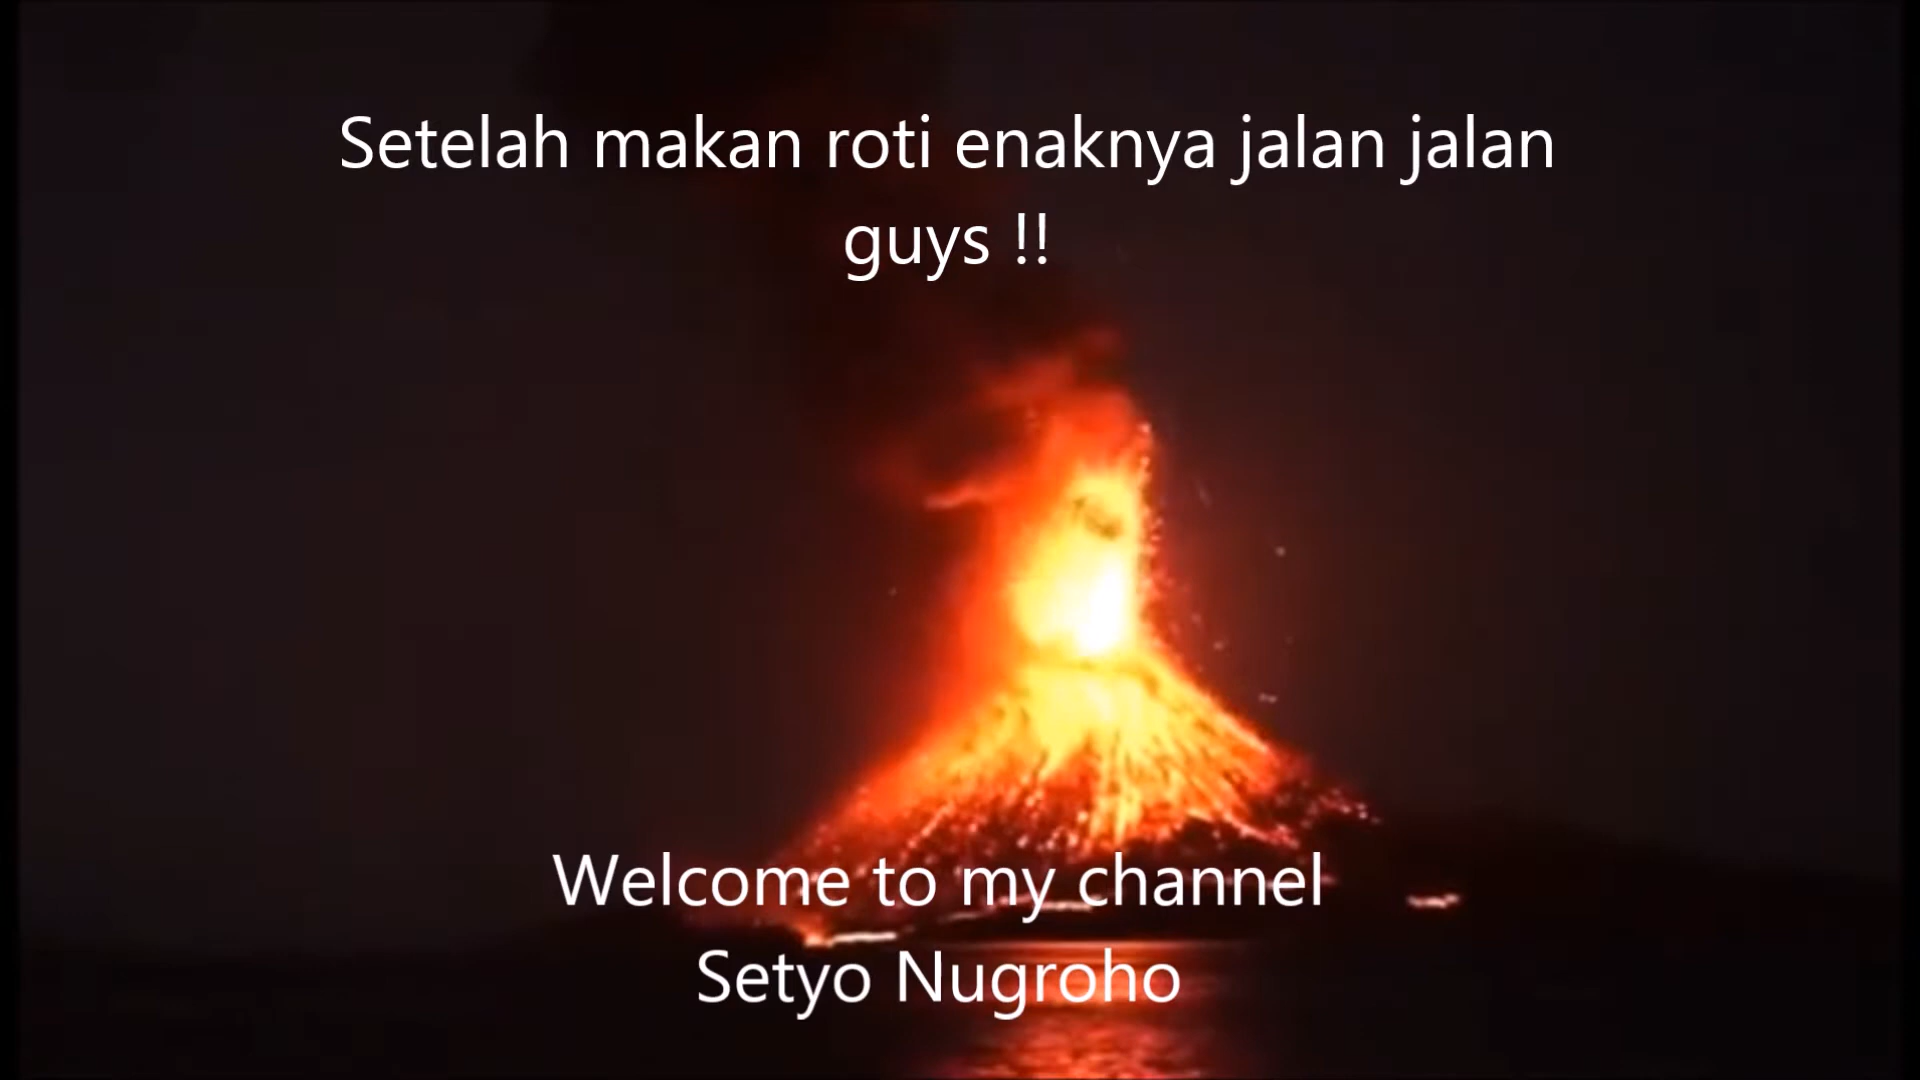 Setelah makan roti enaknya jalan jalan
guys !!
Welcome to my channel
Setyo Nugroho